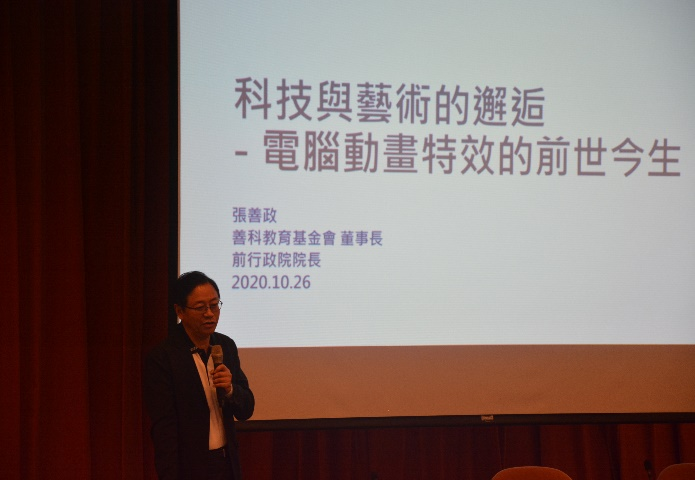 科技與藝術的邂逅
- 電腦動畫特效的前世今生
張善政
善科教育基金會 董事長
前行政院院長
2020.10.26